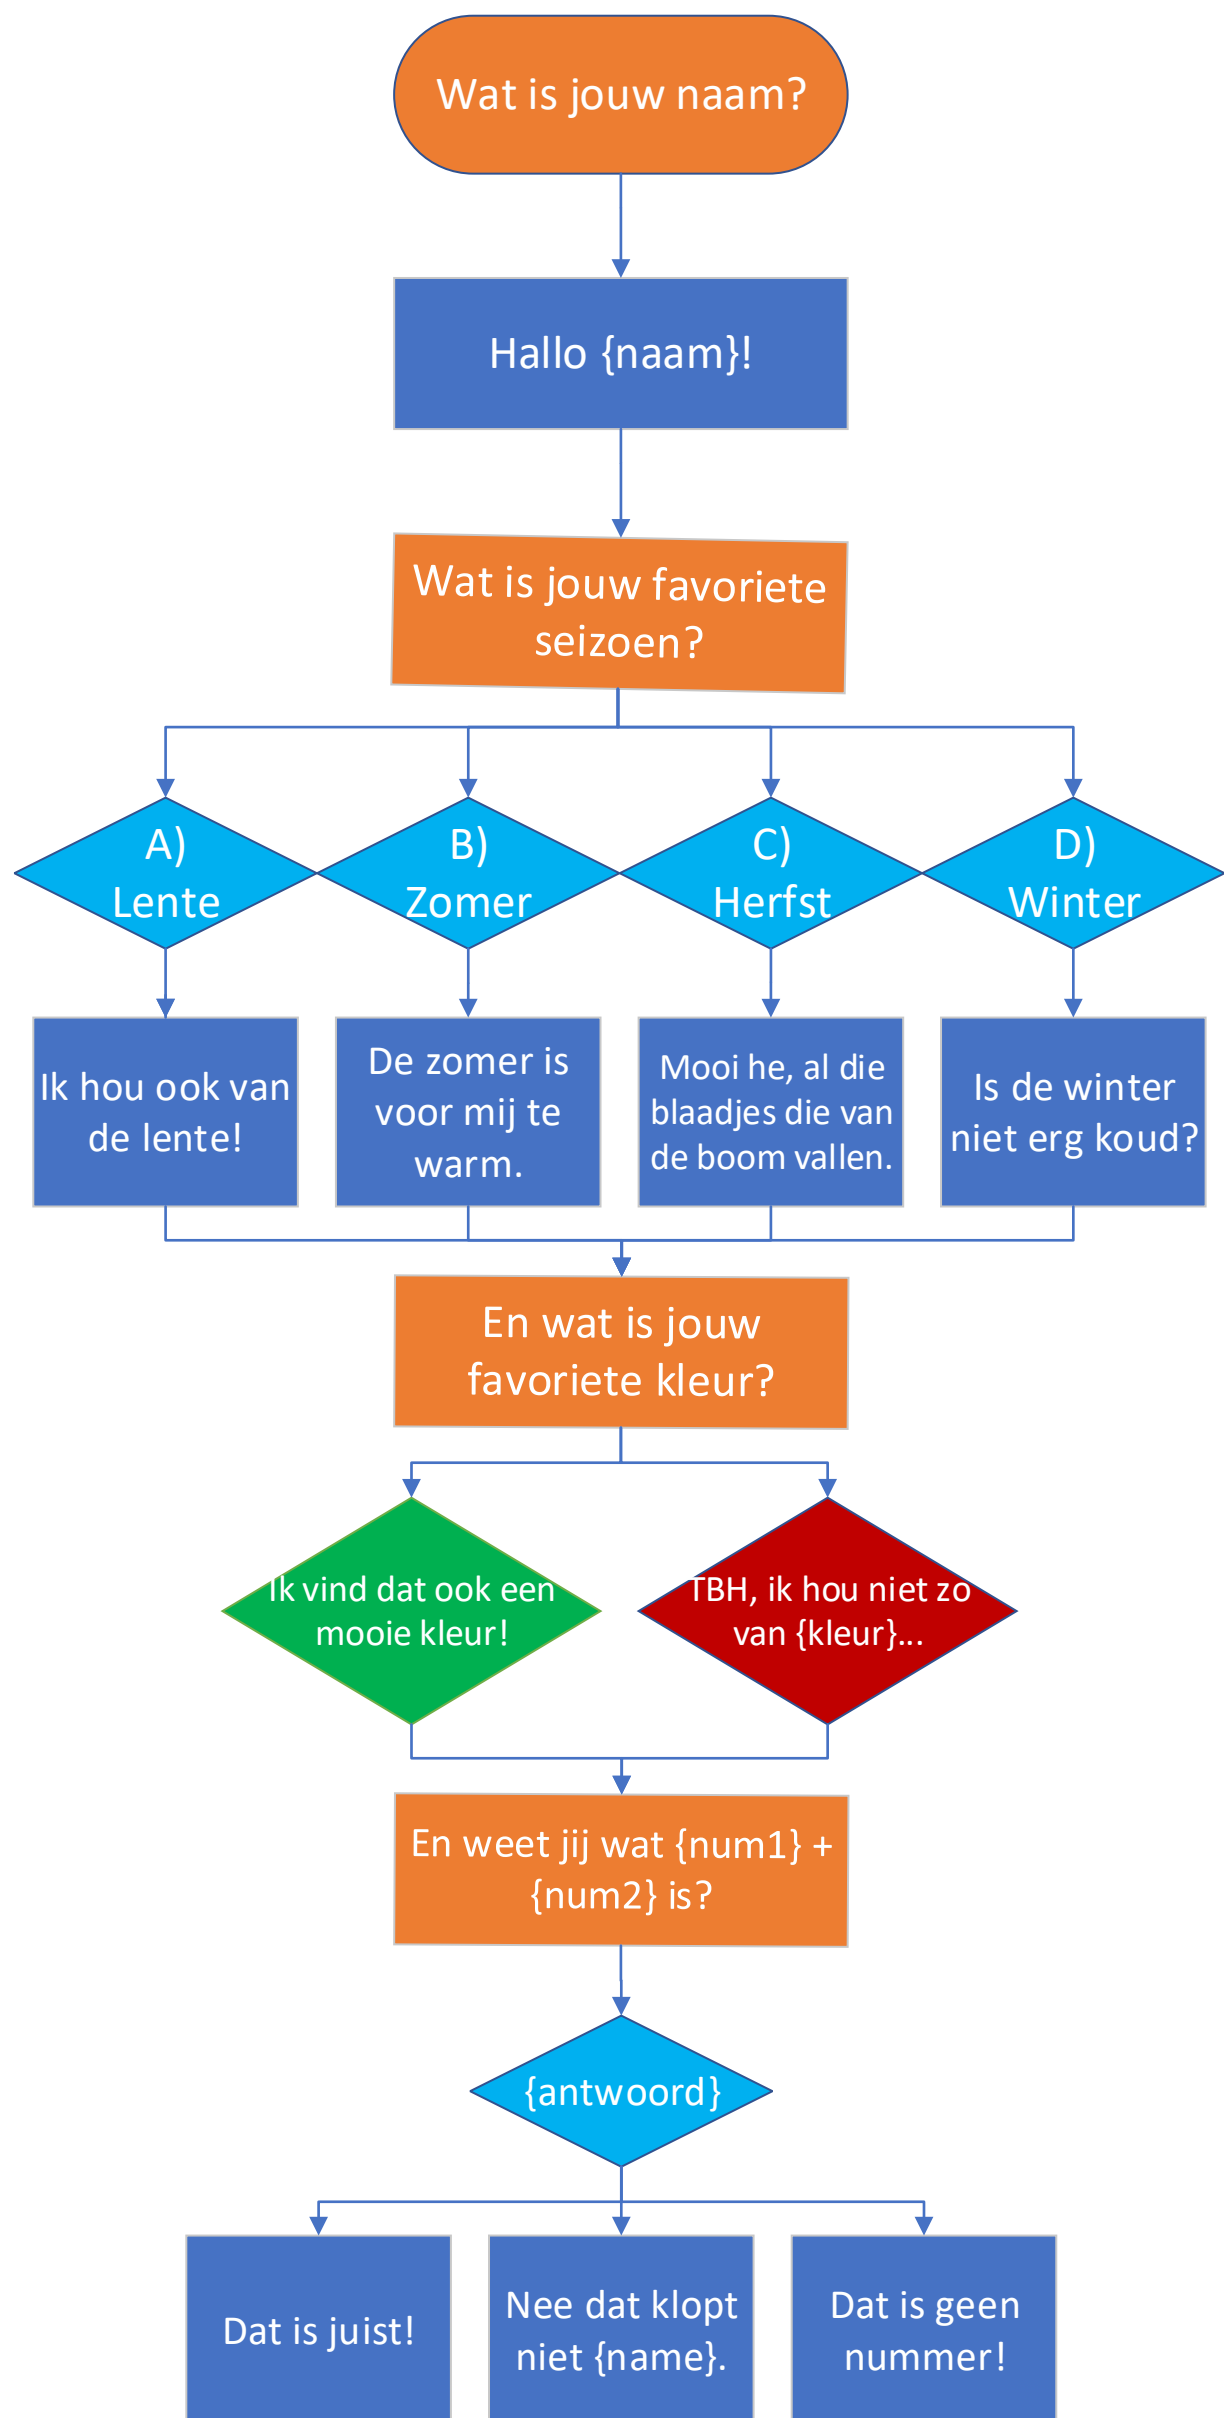 Wat is jouw naam?
Hallo {naam}!
Wat is jouw favoriete
seizoen?
A)
Lente
B)
Zomer
C)
Herfst
D)
Winter
Ik hou ook van
de lente!
De zomer is
voor mij te
warm.
Mooi he, al die
blaadjes die van
de boom vallen.
Is de winter
niet erg koud?
En wat is jouw
favoriete kleur?
Ik vind dat ook een
mooie kleur!
TBH, ik hou niet zo
van {kleur}...
En weet jij wat {num1} +
{num2} is?
{antwoord}
Dat is juist!
Nee dat klopt
niet {name}.
Dat is geen
nummer!